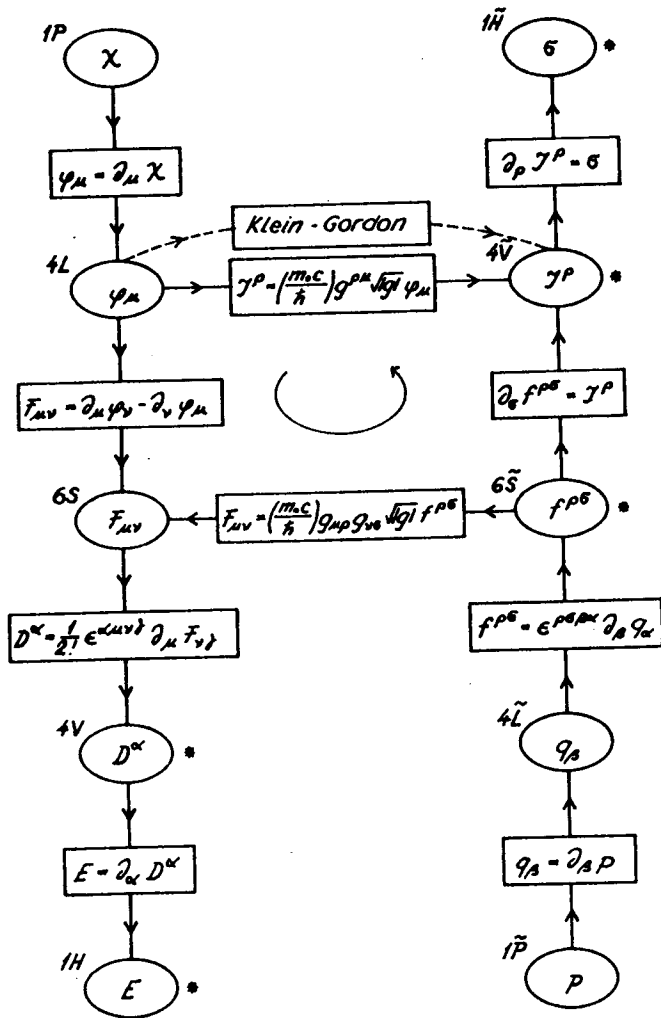 1P
χ
φ_μ = ∂_μ χ
4L
φ_μ
F_μν = ∂_μ φ_ν - ∂_ν φ_μ
6S
F_μν
D^α = 1/2! ϵ^αμνγ ∂_μ F_νγ
4V
D^α
*
E = ∂_α D^α
1H
E
*
Klein - Gordon
J^ρ = (m₀c/ħ) g^ρμ √|g| φ_μ
F_μν = (m₀c/ħ) g_μρ g_νσ √|g| f^ρσ
1H̃
σ
*
∂_ρ J^ρ = σ
4Ṽ
J^ρ
*
∂_σ f^ρσ = J^ρ
6S̃
f^ρσ
*
f^ρσ = ϵ^ρσβα ∂_β q_α
4L̃
q_β
q_β = ∂_β p
1P̃
p